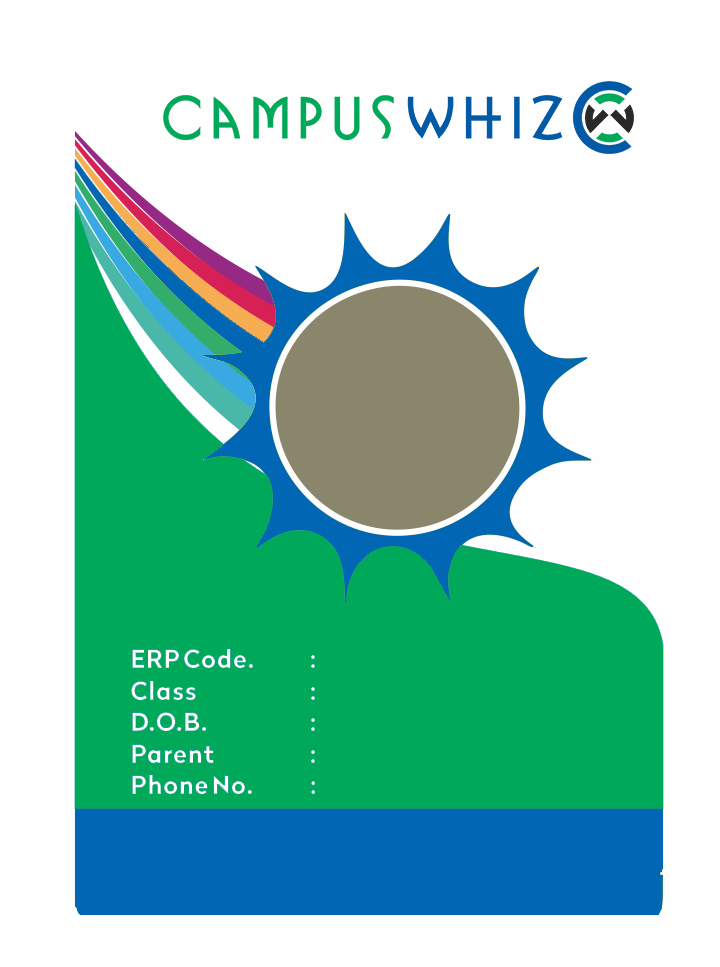 CAMPUSWHIZ
ERP Code. :
Class :
D.O.B. :
Parent :
Phone No. :